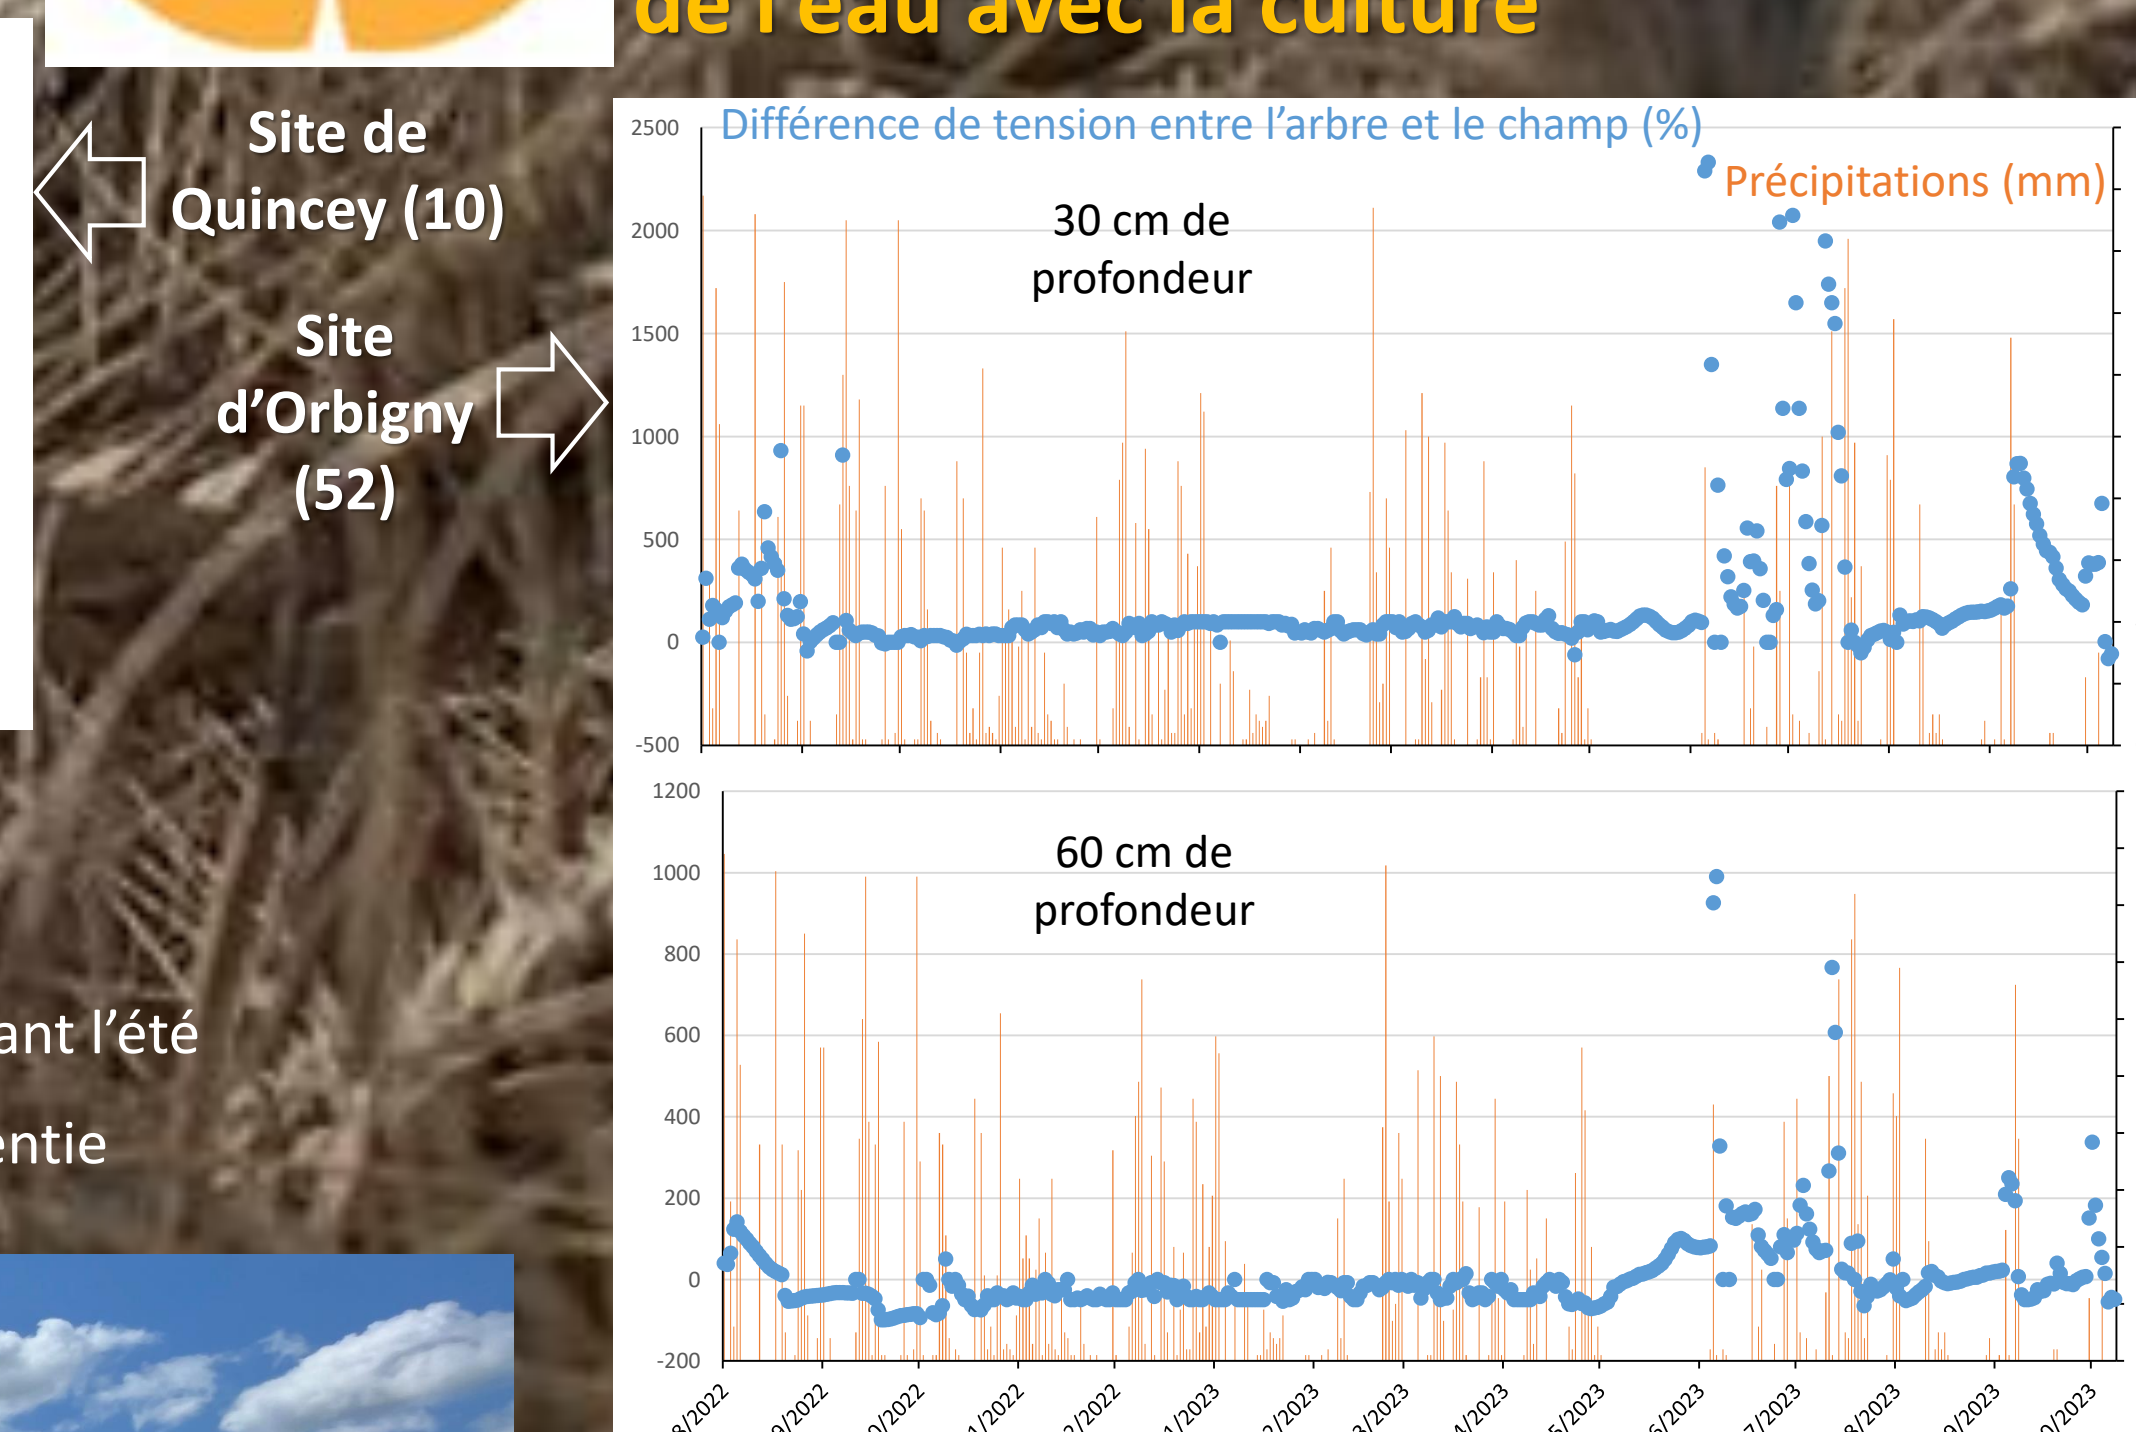 de l'eau avec la culture
Site de
Quincey (10)
Site
d'Orbigny
(52)
ant l'été
entie
Différence de tension entre l'arbre et le champ (%)
Précipitations (mm)
30 cm de
profondeur
2500
2000
1500
1000
500
0
-500
60 cm de
profondeur
1200
1000
800
600
400
200
0
-200
8/2022
9/2022
0/2022
1/2022
2/2022
1/2023
2/2023
3/2023
4/2023
5/2023
6/2023
7/2023
8/2023
9/2023
0/2023